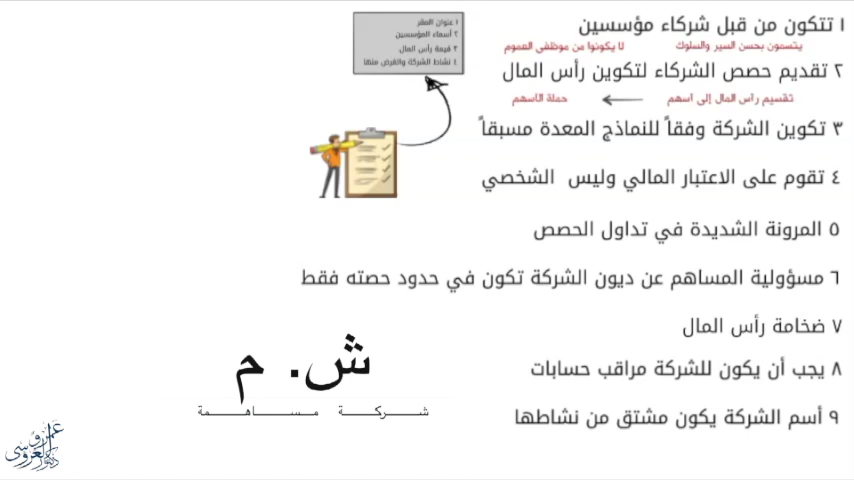 ١ تتكون من قبل شركاء مؤسسين
يتسمون بحسن السير والسلوك
لا يكونوا من موظفى العموم
٢ تقديم حصص الشركاء لتكوين رأس المال
تقسيم رأس المال إلى اسهم
حملة الأسهم
٣ تكوين الشركة وفقاً للنماذج المعدة مسبقاً
١ عنوان المقر
٢ أسماء المؤسسين
٣ قيمة رأس المال
٤ نشاط الشركة والغرض منها
٤ تقوم على الاعتبار المالي وليس الشخصي
٥ المرونة الشديدة في تداول الحصص
٦ مسؤولية المساهم عن ديون الشركة تكون في حدود حصته فقط
٧ ضخامة رأس المال
٨ يجب أن يكون للشركة مراقب حسابات
٩ أسم الشركة يكون مشتق من نشاطها
ش. م
شركة مساهمة